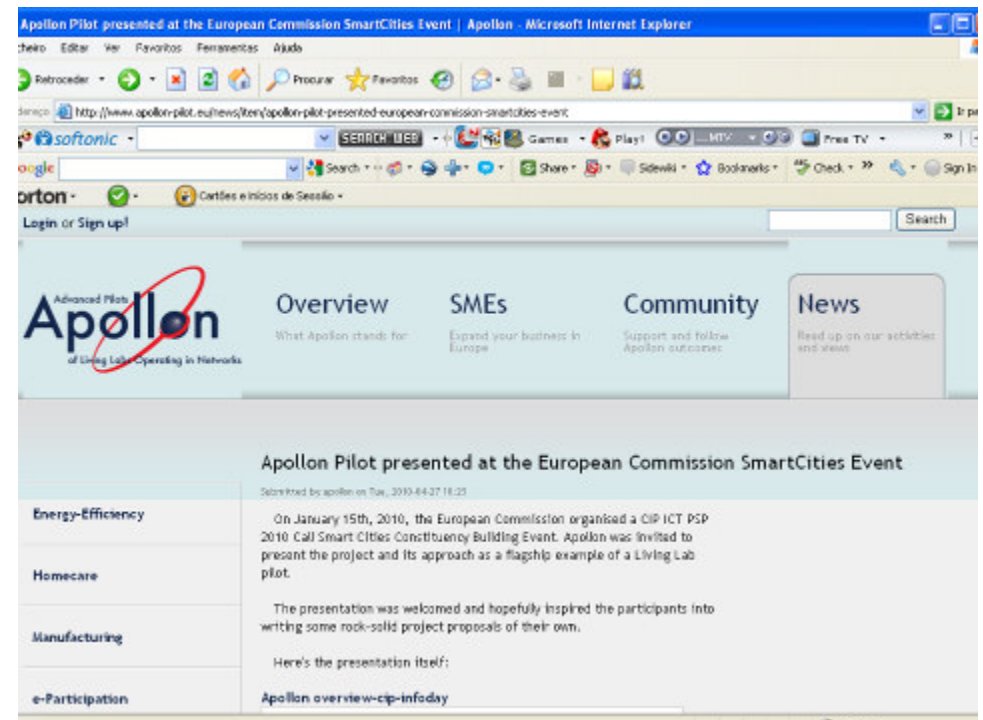 Apollon Pilot presented at the European Commission SmartCities Event | Apollon - Microsoft Internet Explorer
cheiro Editar Ver Favoritos Ferramentas Ajuda
Retroceder Procurar Favoritos
http://www.apollon-pilot.eu/news/item/apollon-pilot-presented-european-commission-smartcities-event Ir pa
softonic SEARCH WEB Games Play! MTV Free TV
oogle Search Share Sidewiki Bookmarks Check Sign In
orton Cartões e inícios de Sessão
Login or Sign up! Search
Advanced Pilots
Apollon
of Living Labs Operating in Networks
Overview SMEs Community News
What Apollon stands for Expand your business in Europe Support and follow Apollon outcomes Read up on our activities and views
Apollon Pilot presented at the European Commission SmartCities Event
Submitted by apollon on Tue, 2010-04-27 10:25
Energy-Efficiency
Homecare
Manufacturing
e-Participation
On January 15th, 2010, the European Commission organised a CIP ICT PSP
2010 Call Smart Cities Constituency Building Event. Apollon was invited to
present the project and its approach as a flagship example of a Living Lab
pilot.
The presentation was welcomed and hopefully inspired the participants into
writing some rock-solid project proposals of their own.
Here's the presentation itself:
Apollon overview-cip-infoday